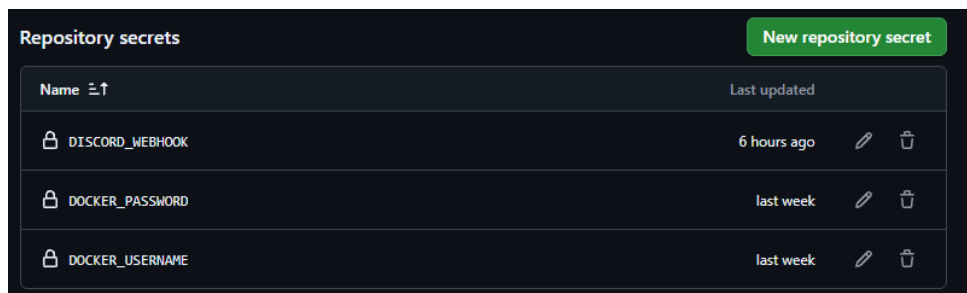 Repository secrets New repository secret
Name Last updated
DISCORD_WEBHOOK 6 hours ago
DOCKER_PASSWORD last week
DOCKER_USERNAME last week